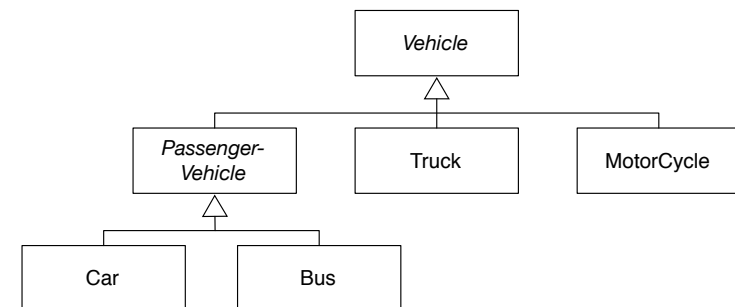 Vehicle
Passenger-
Vehicle
Truck
MotorCycle
Car
Bus